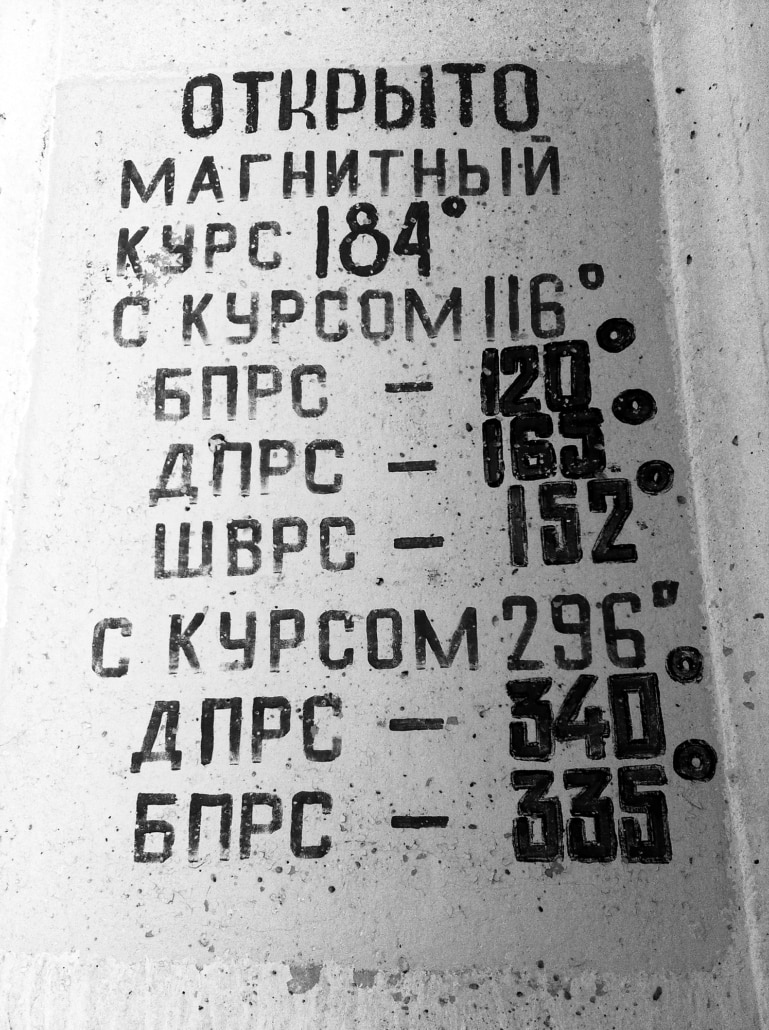 ОТКРЫТО
МАГНИТНЫЙ
КУРС 184°
С КУРСОМ 116°
БПРС – 120°
ДПРС – 165°
ШВРС – 152°
С КУРСОМ 296°
ДПРС – 340°
БПРС – 335°